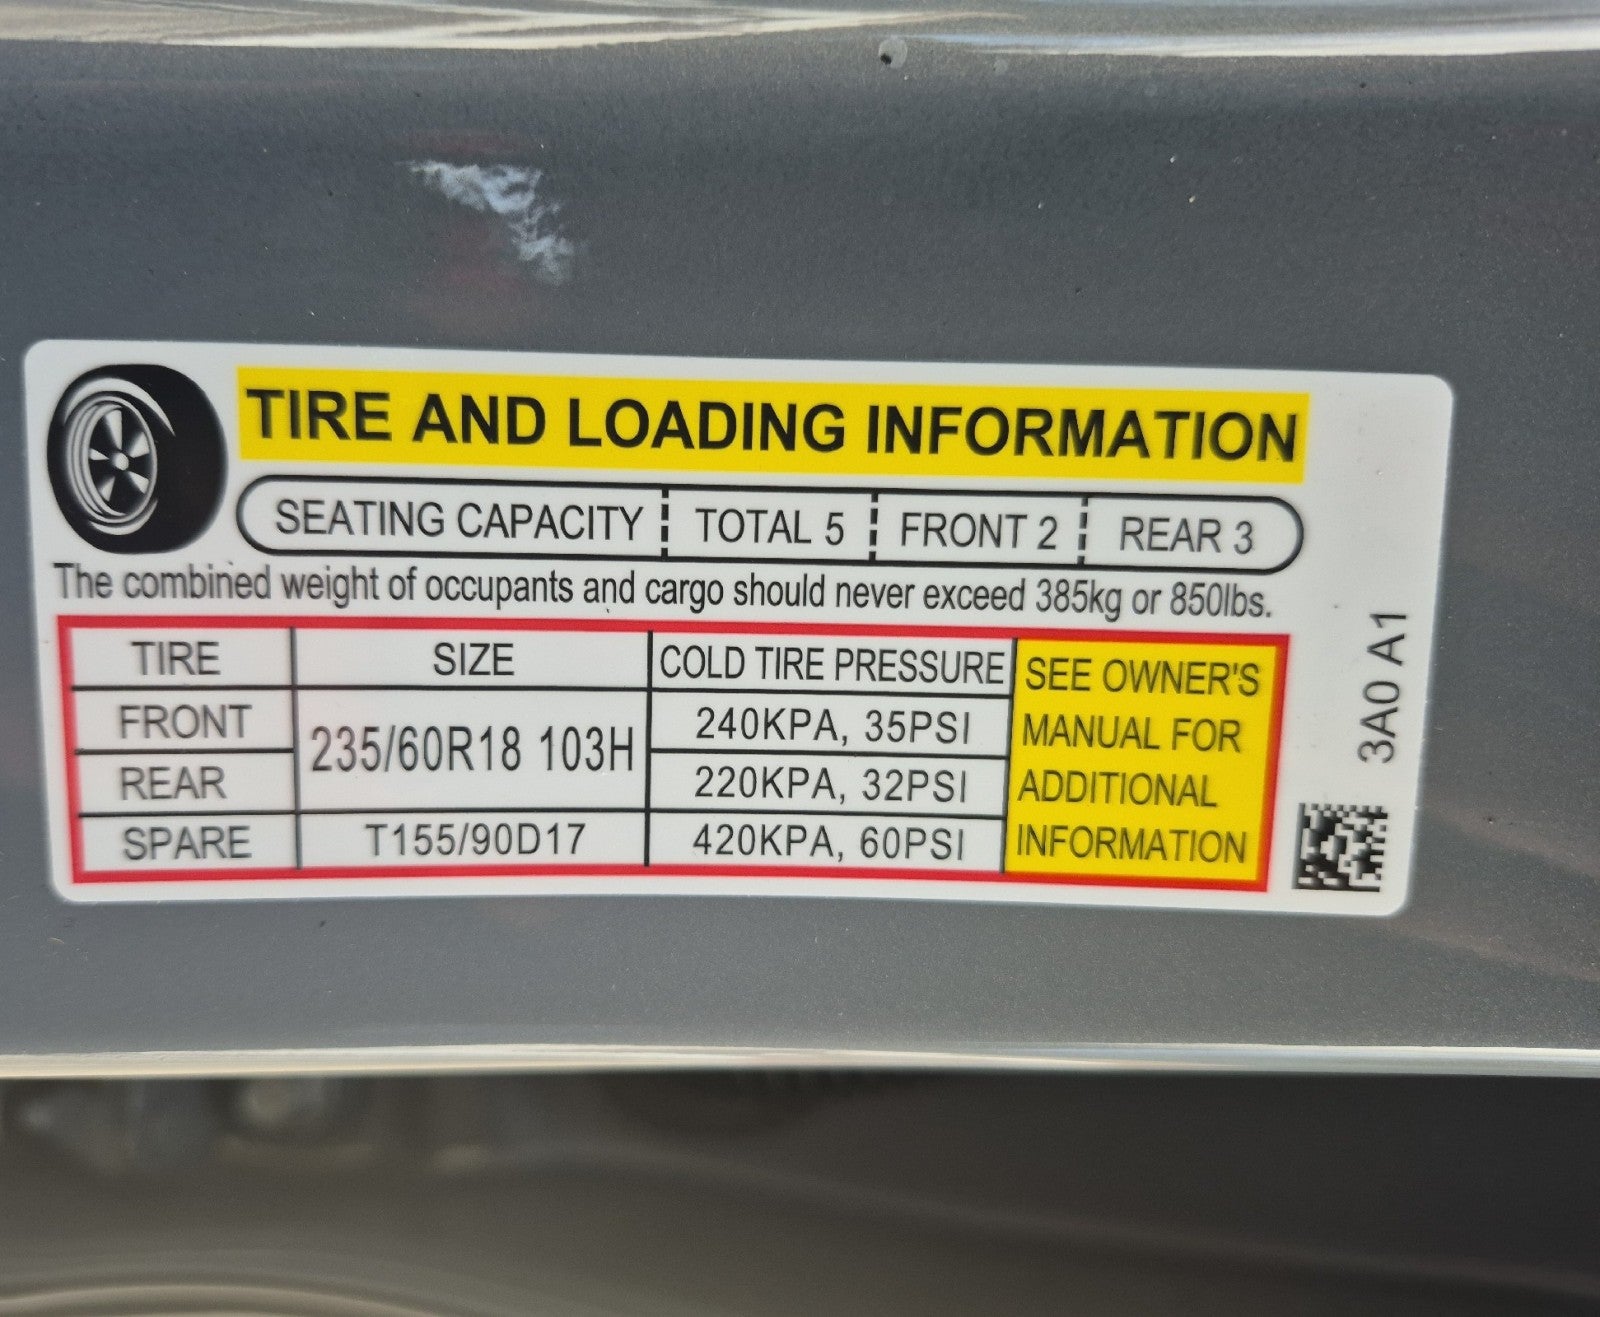 TIRE AND LOADING INFORMATION
SEATING CAPACITY TOTAL 5 FRONT 2 REAR 3
The combined weight of occupants and cargo should never exceed 385kg or 850lbs.
TIRE SIZE COLD TIRE PRESSURE
FRONT 235/60R18 103H 240KPA, 35PSI
REAR 220KPA, 32PSI
SPARE T155/90D17 420KPA, 60PSI
SEE OWNER'S
MANUAL FOR
ADDITIONAL
INFORMATION
3A0 A1